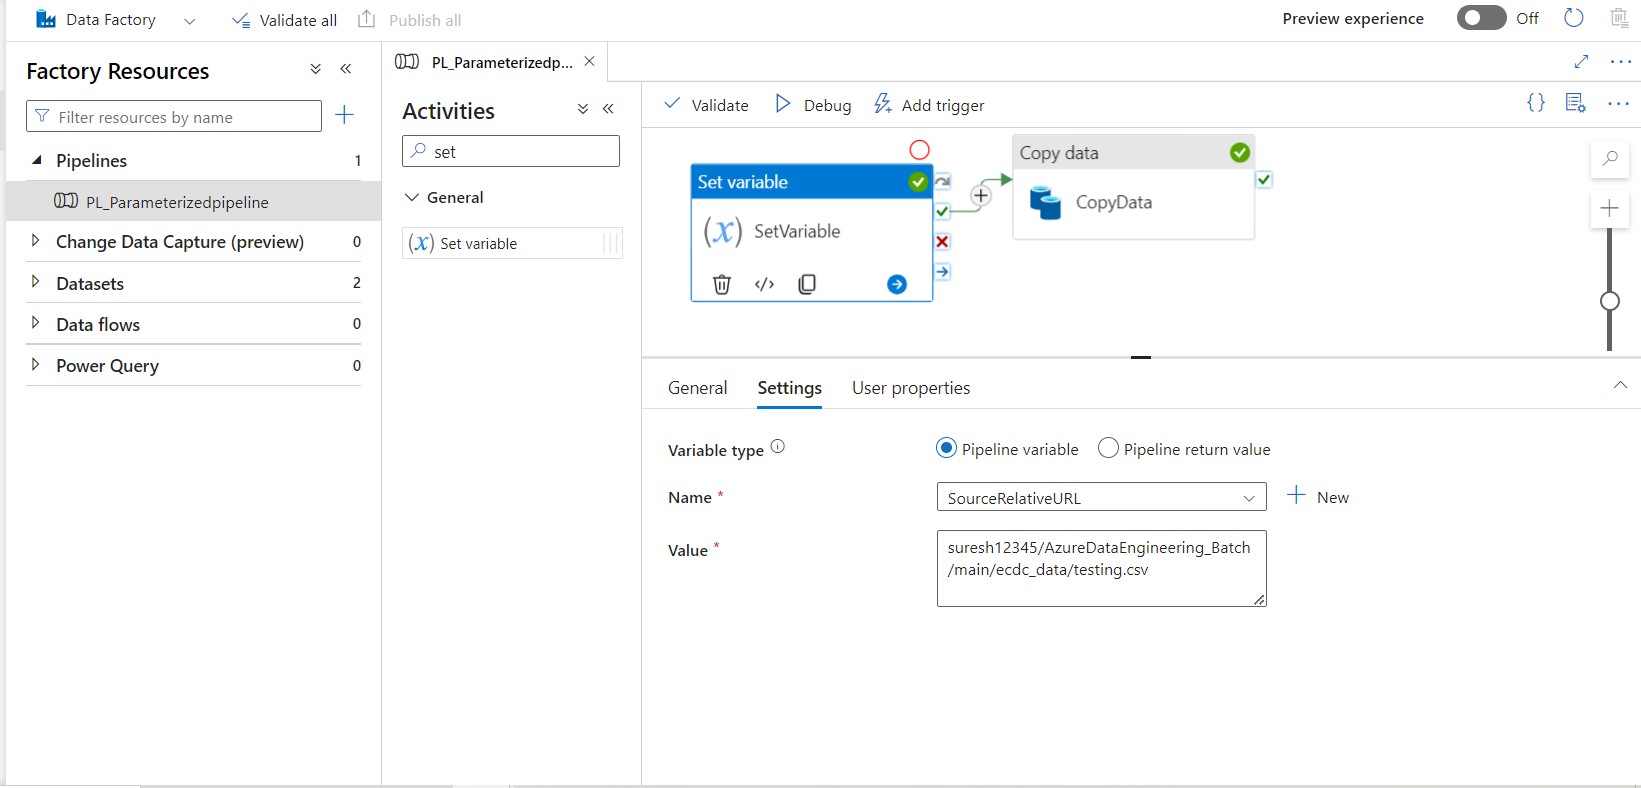 Data Factory
Validate all
Publish all
Preview experience
Off
Factory Resources
Filter resources by name
Pipelines 1
PL_Parameterizedpipeline
Change Data Capture (preview) 0
Datasets 2
Data flows 0
Power Query 0
PL_Parameterizedp...
Activities
set
General
(x) Set variable
Validate
Debug
Add trigger
Set variable
(x) SetVariable
Copy data
CopyData
General
Settings
User properties
Variable type
Pipeline variable
Pipeline return value
Name *
SourceRelativeURL
New
Value *
suresh12345/AzureDataEngineering_Batch
/main/ecdc_data/testing.csv